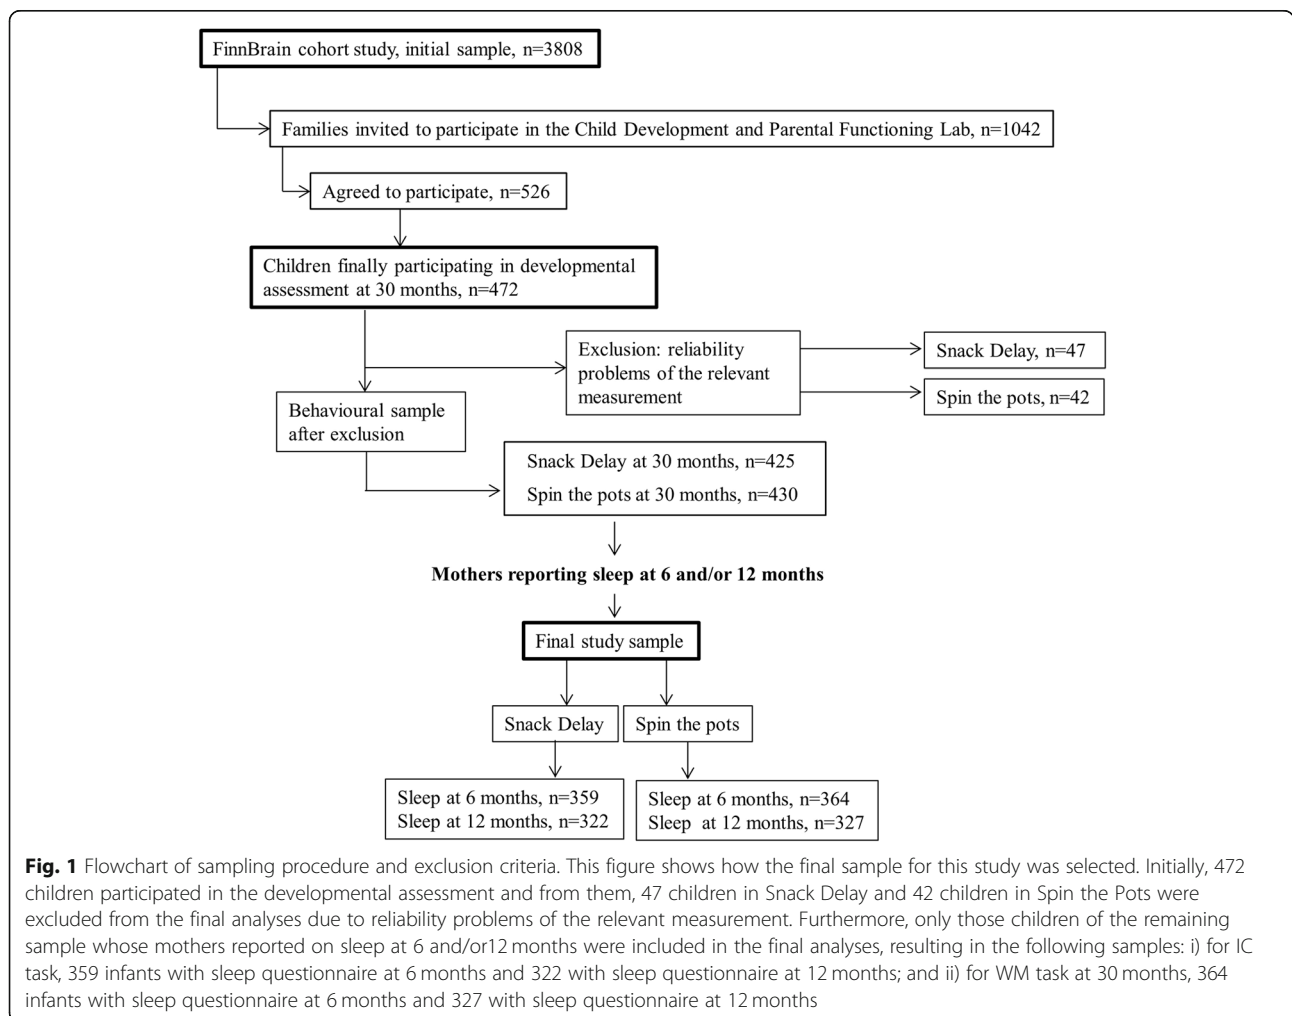 FinnBrain cohort study, initial sample, n=3808
Families invited to participate in the Child Development and Parental Functioning Lab, n=1042
Agreed to participate, n=526
Children finally participating in developmental
assessment at 30 months, n=472
Exclusion: reliability
problems of the relevant
measurement
Snack Delay, n=47
Spin the pots, n=42
Behavioural sample
after exclusion
Snack Delay at 30 months, n=425
Spin the pots at 30 months, n=430
Mothers reporting sleep at 6 and/or 12 months
Final study sample
Snack Delay
Spin the pots
Sleep at 6 months, n=359
Sleep at 12 months, n=322
Sleep at 6 months, n=364
Sleep at 12 months, n=327
Fig. 1 Flowchart of sampling procedure and exclusion criteria. This figure shows how the final sample for this study was selected. Initially, 472
children participated in the developmental assessment and from them, 47 children in Snack Delay and 42 children in Spin the Pots were
excluded from the final analyses due to reliability problems of the relevant measurement. Furthermore, only those children of the remaining
sample whose mothers reported on sleep at 6 and/or12 months were included in the final analyses, resulting in the following samples: i) for IC
task, 359 infants with sleep questionnaire at 6 months and 322 with sleep questionnaire at 12 months; and ii) for WM task at 30 months, 364
infants with sleep questionnaire at 6 months and 327 with sleep questionnaire at 12 months